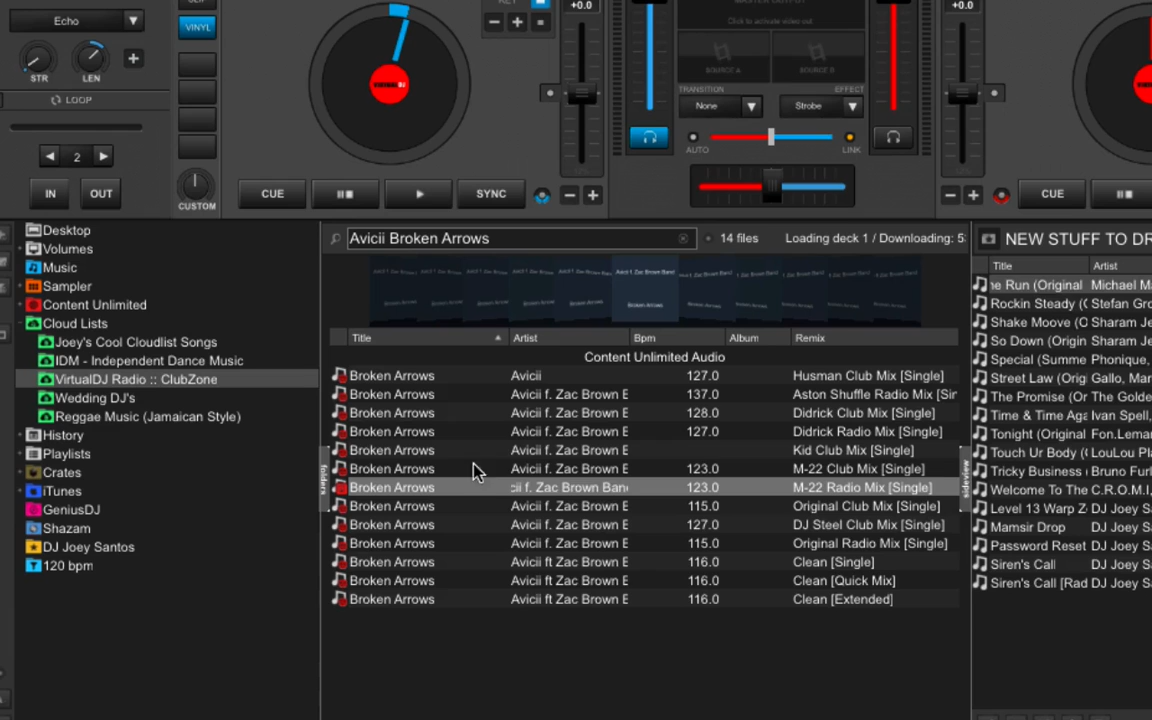 Echo
VINYL
STR
LEN
LOOP
2
IN
OUT
CUSTOM
+0.0
CUE
SYNC
Click to activate video out
SOURCE A
SOURCE B
TRANSITION
EFFECT
None
Strobe
AUTO
LINK
+0.0
CUE
Desktop
Volumes
Music
Sampler
Content Unlimited
Cloud Lists
Joey's Cool Cloudlist Songs
IDM - Independent Dance Music
VirtualDJ Radio :: ClubZone
Wedding DJ's
Reggae Music (Jamaican Style)
History
Playlists
Crates
iTunes
GeniusDJ
Shazam
DJ Joey Santos
120 bpm
folders
Avicii Broken Arrows
14 files
Loading deck 1 / Downloading: 5
Title Artist Bpm Album Remix
Content Unlimited Audio
Broken Arrows Avicii 127.0 Husman Club Mix [Single]
Broken Arrows Avicii f. Zac Brown E 137.0 Aston Shuffle Radio Mix [Sin
Broken Arrows Avicii f. Zac Brown E 128.0 Didrick Club Mix [Single]
Broken Arrows Avicii f. Zac Brown E 127.0 Didrick Radio Mix [Single]
Broken Arrows Avicii f. Zac Brown E Kid Club Mix [Single]
Broken Arrows Avicii f. Zac Brown E 123.0 M-22 Club Mix [Single]
Broken Arrows cii f. Zac Brown Ban 123.0 M-22 Radio Mix [Single]
Broken Arrows Avicii f. Zac Brown E 115.0 Original Club Mix [Single]
Broken Arrows Avicii f. Zac Brown E 127.0 DJ Steel Club Mix [Single]
Broken Arrows Avicii f. Zac Brown E 115.0 Original Radio Mix [Single]
Broken Arrows Avicii ft Zac Brown E 116.0 Clean [Single]
Broken Arrows Avicii ft Zac Brown E 116.0 Clean [Quick Mix]
Broken Arrows Avicii ft Zac Brown E 116.0 Clean [Extended]
sideview
NEW STUFF TO DR
Title Artist
ne Run (Original Michael Ma
Rockin Steady (C Stefan Gro
Shake Moove (O Sharam Je
So Down (Origin Sharam Je
Special (Summe Phonique,
Street Law (Orig Gallo, Mar
The Promise (Or The Golde
Time & Time Aga Ivan Spell,
Tonight (Original Fon.Leman
Touch Ur Body ( LouLou Pl
Tricky Business ( Bruno Furl
Welcome To The C.R.O.M.I.
Level 13 Warp Z DJ Joey Sa
Mamsir Drop DJ Joey Sa
Password Reset DJ Joey Sa
Siren's Call DJ Joey Sa
Siren's Call [Rad DJ Joey Sa